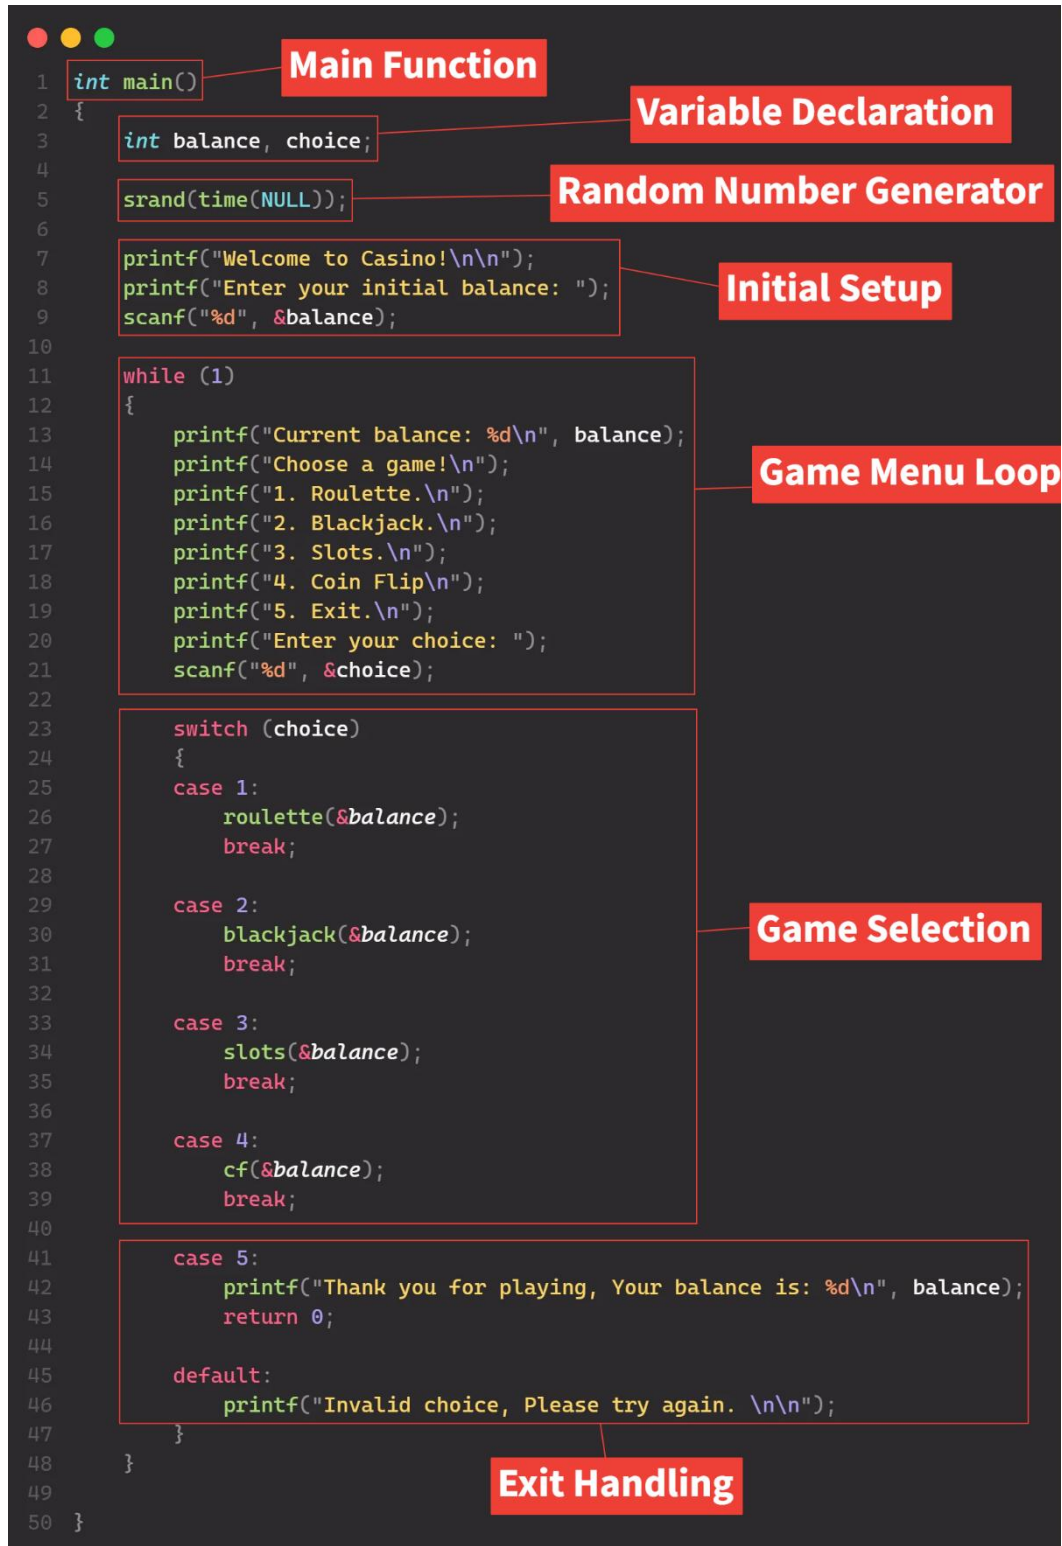 Main Function
1 int main()
2 {
Variable Declaration
3 int balance, choice;
4
Random Number Generator
5 srand(time(NULL));
6
7 printf("Welcome to Casino!\n\n");
8 printf("Enter your initial balance: ");
Initial Setup
9 scanf("%d", &balance);
10
11 while (1)
12 {
13 printf("Current balance: %d\n", balance);
14 printf("Choose a game!\n");
Game Menu Loop
15 printf("1. Roulette.\n");
16 printf("2. Blackjack.\n");
17 printf("3. Slots.\n");
18 printf("4. Coin Flip\n");
19 printf("5. Exit.\n");
20 printf("Enter your choice: ");
21 scanf("%d", &choice);
22
23 switch (choice)
24 {
25 case 1:
26 roulette(&balance);
27 break;
28
29 case 2:
30 blackjack(&balance);
Game Selection
31 break;
32
33 case 3:
34 slots(&balance);
35 break;
36
37 case 4:
38 cf(&balance);
39 break;
40
41 case 5:
42 printf("Thank you for playing, Your balance is: %d\n", balance);
43 return 0;
44
45 default:
46 printf("Invalid choice, Please try again. \n\n");
47 }
48 }
Exit Handling
49
50 }